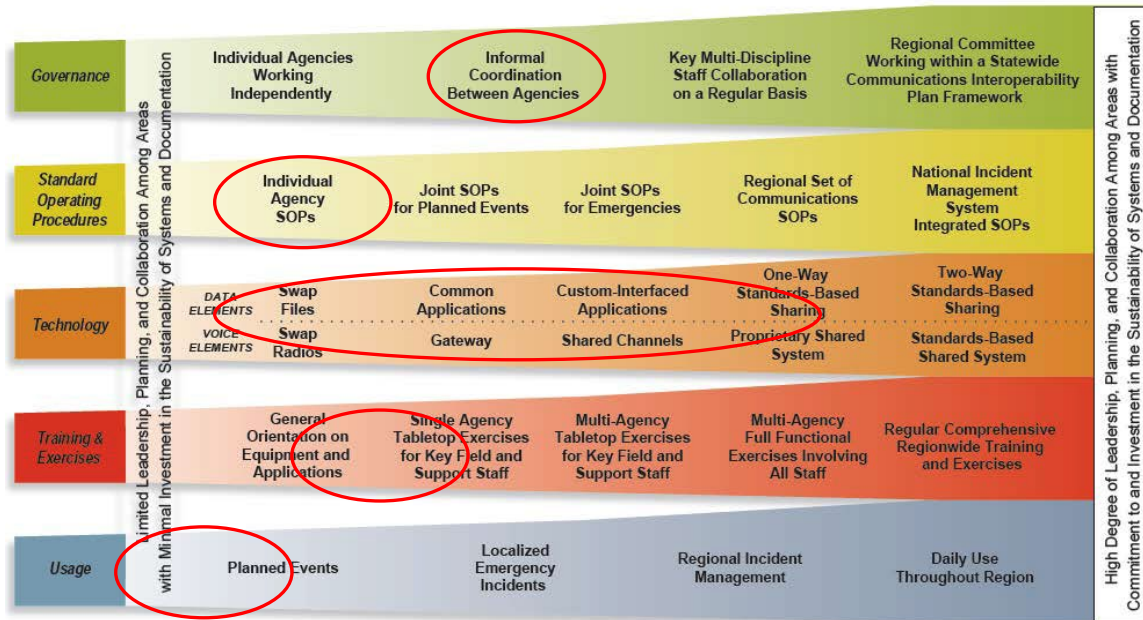 Governance
Individual Agencies
Working
Independently
Informal
Coordination
Between Agencies
Key Multi-Discipline
Staff Collaboration
on a Regular Basis
Regional Committee
Working within a Statewide
Communications Interoperability
Plan Framework
Standard
Operating
Procedures
Individual
Agency
SOPs
Joint SOPs
for Planned Events
Joint SOPs
for Emergencies
Regional Set of
Communications
SOPs
National Incident
Management
System
Integrated SOPs
Technology
DATA
ELEMENTS
Swap
Files
Common
Applications
Custom-Interfaced
Applications
One-Way
Standards-Based
Sharing
Two-Way
Standards-Based
Sharing
VOICE
ELEMENTS
Swap
Radios
Gateway
Shared Channels
Proprietary Shared
System
Standards-Based
Shared System
Training &
Exercises
General
Orientation on
Equipment and
Applications
Single Agency
Tabletop Exercises
for Key Field and
Support Staff
Multi-Agency
Tabletop Exercises
for Key Field and
Support Staff
Multi-Agency
Full Functional
Exercises Involving
All Staff
Regular Comprehensive
Regionwide Training
and Exercises
Usage
Planned Events
Localized
Emergency
Incidents
Regional Incident
Management
Daily Use
Throughout Region
Limited Leadership, Planning, and Collaboration Among Areas
with Minimal Investment in the Sustainability of Systems and Documentation
High Degree of Leadership, Planning, and Collaboration Among Areas with
Commitment to and Investment in the Sustainability of Systems and Documentation